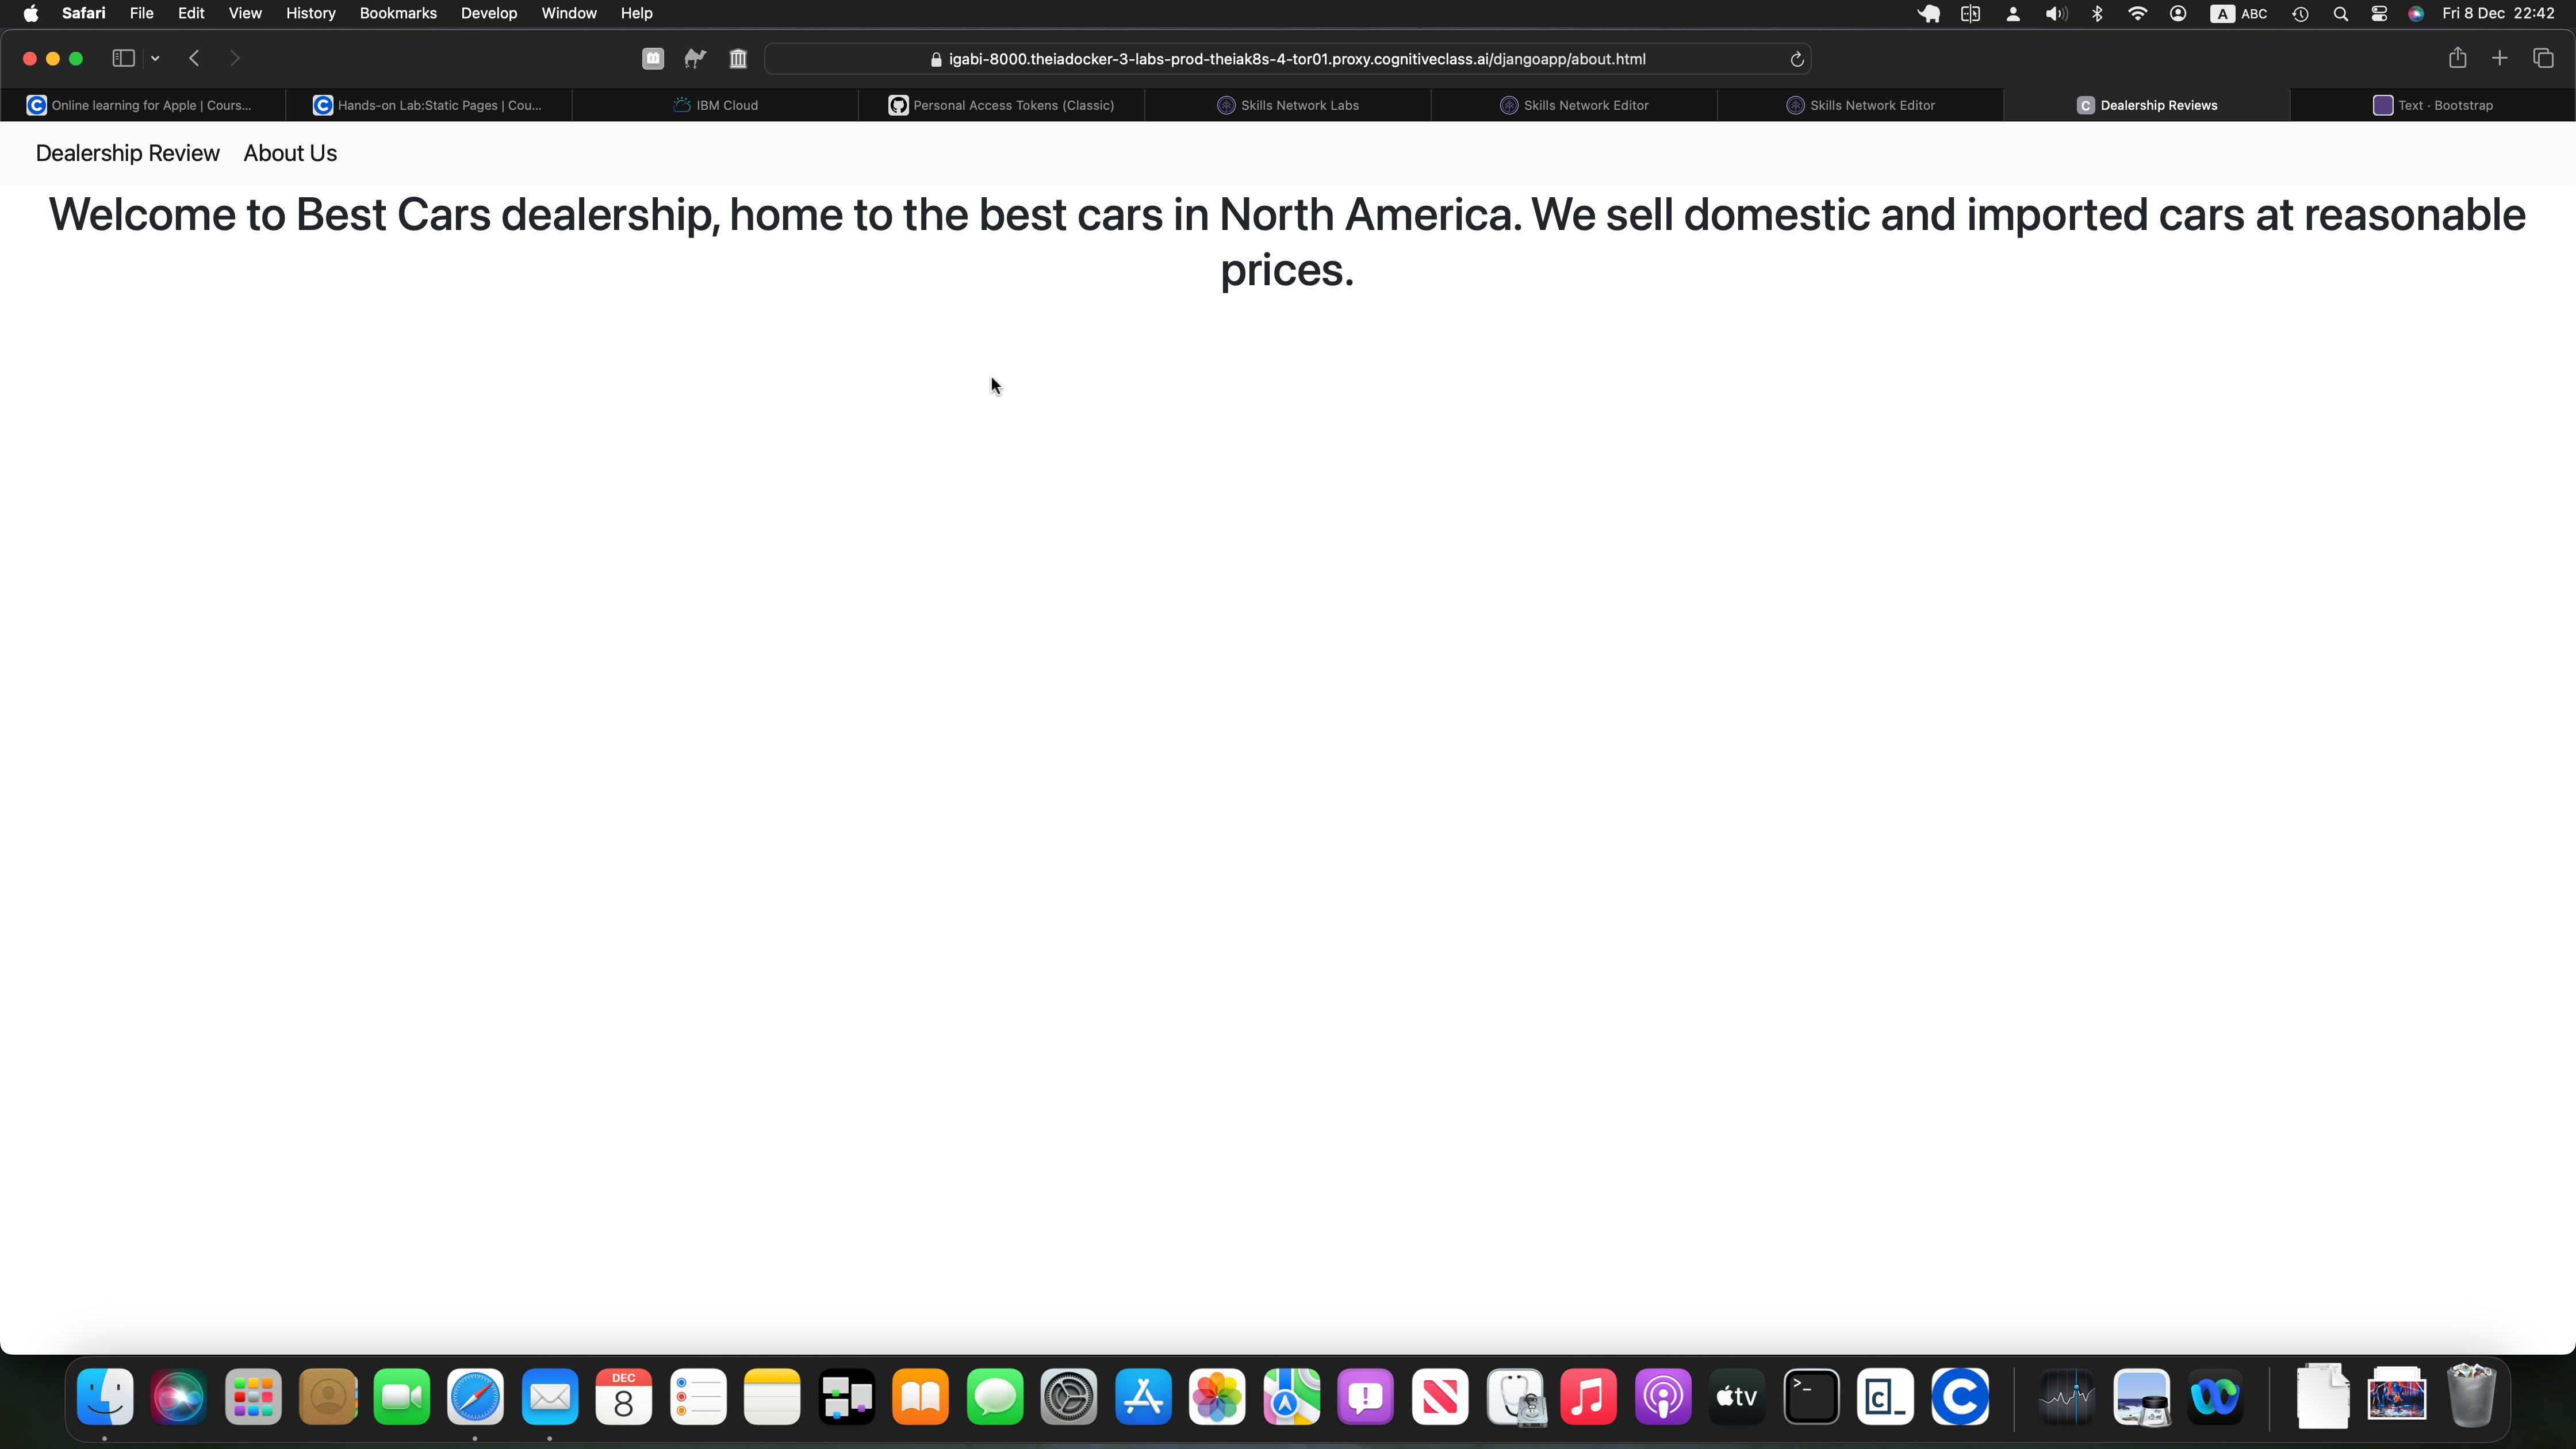 Safari File Edit View History Bookmarks Develop Window Help A ABC Fri 8 Dec 22:42
igabi-8000.theiadocker-3-labs-prod-theiak8s-4-tor01.proxy.cognitiveclass.ai/djangoapp/about.html
Online learning for Apple | Cours... Hands-on Lab:Static Pages | Cou... IBM Cloud Personal Access Tokens (Classic) Skills Network Labs Skills Network Editor Skills Network Editor C Dealership Reviews Text · Bootstrap
Dealership Review About Us
Welcome to Best Cars dealership, home to the best cars in North America. We sell domestic and imported cars at reasonable
prices.
DEC
8
tv